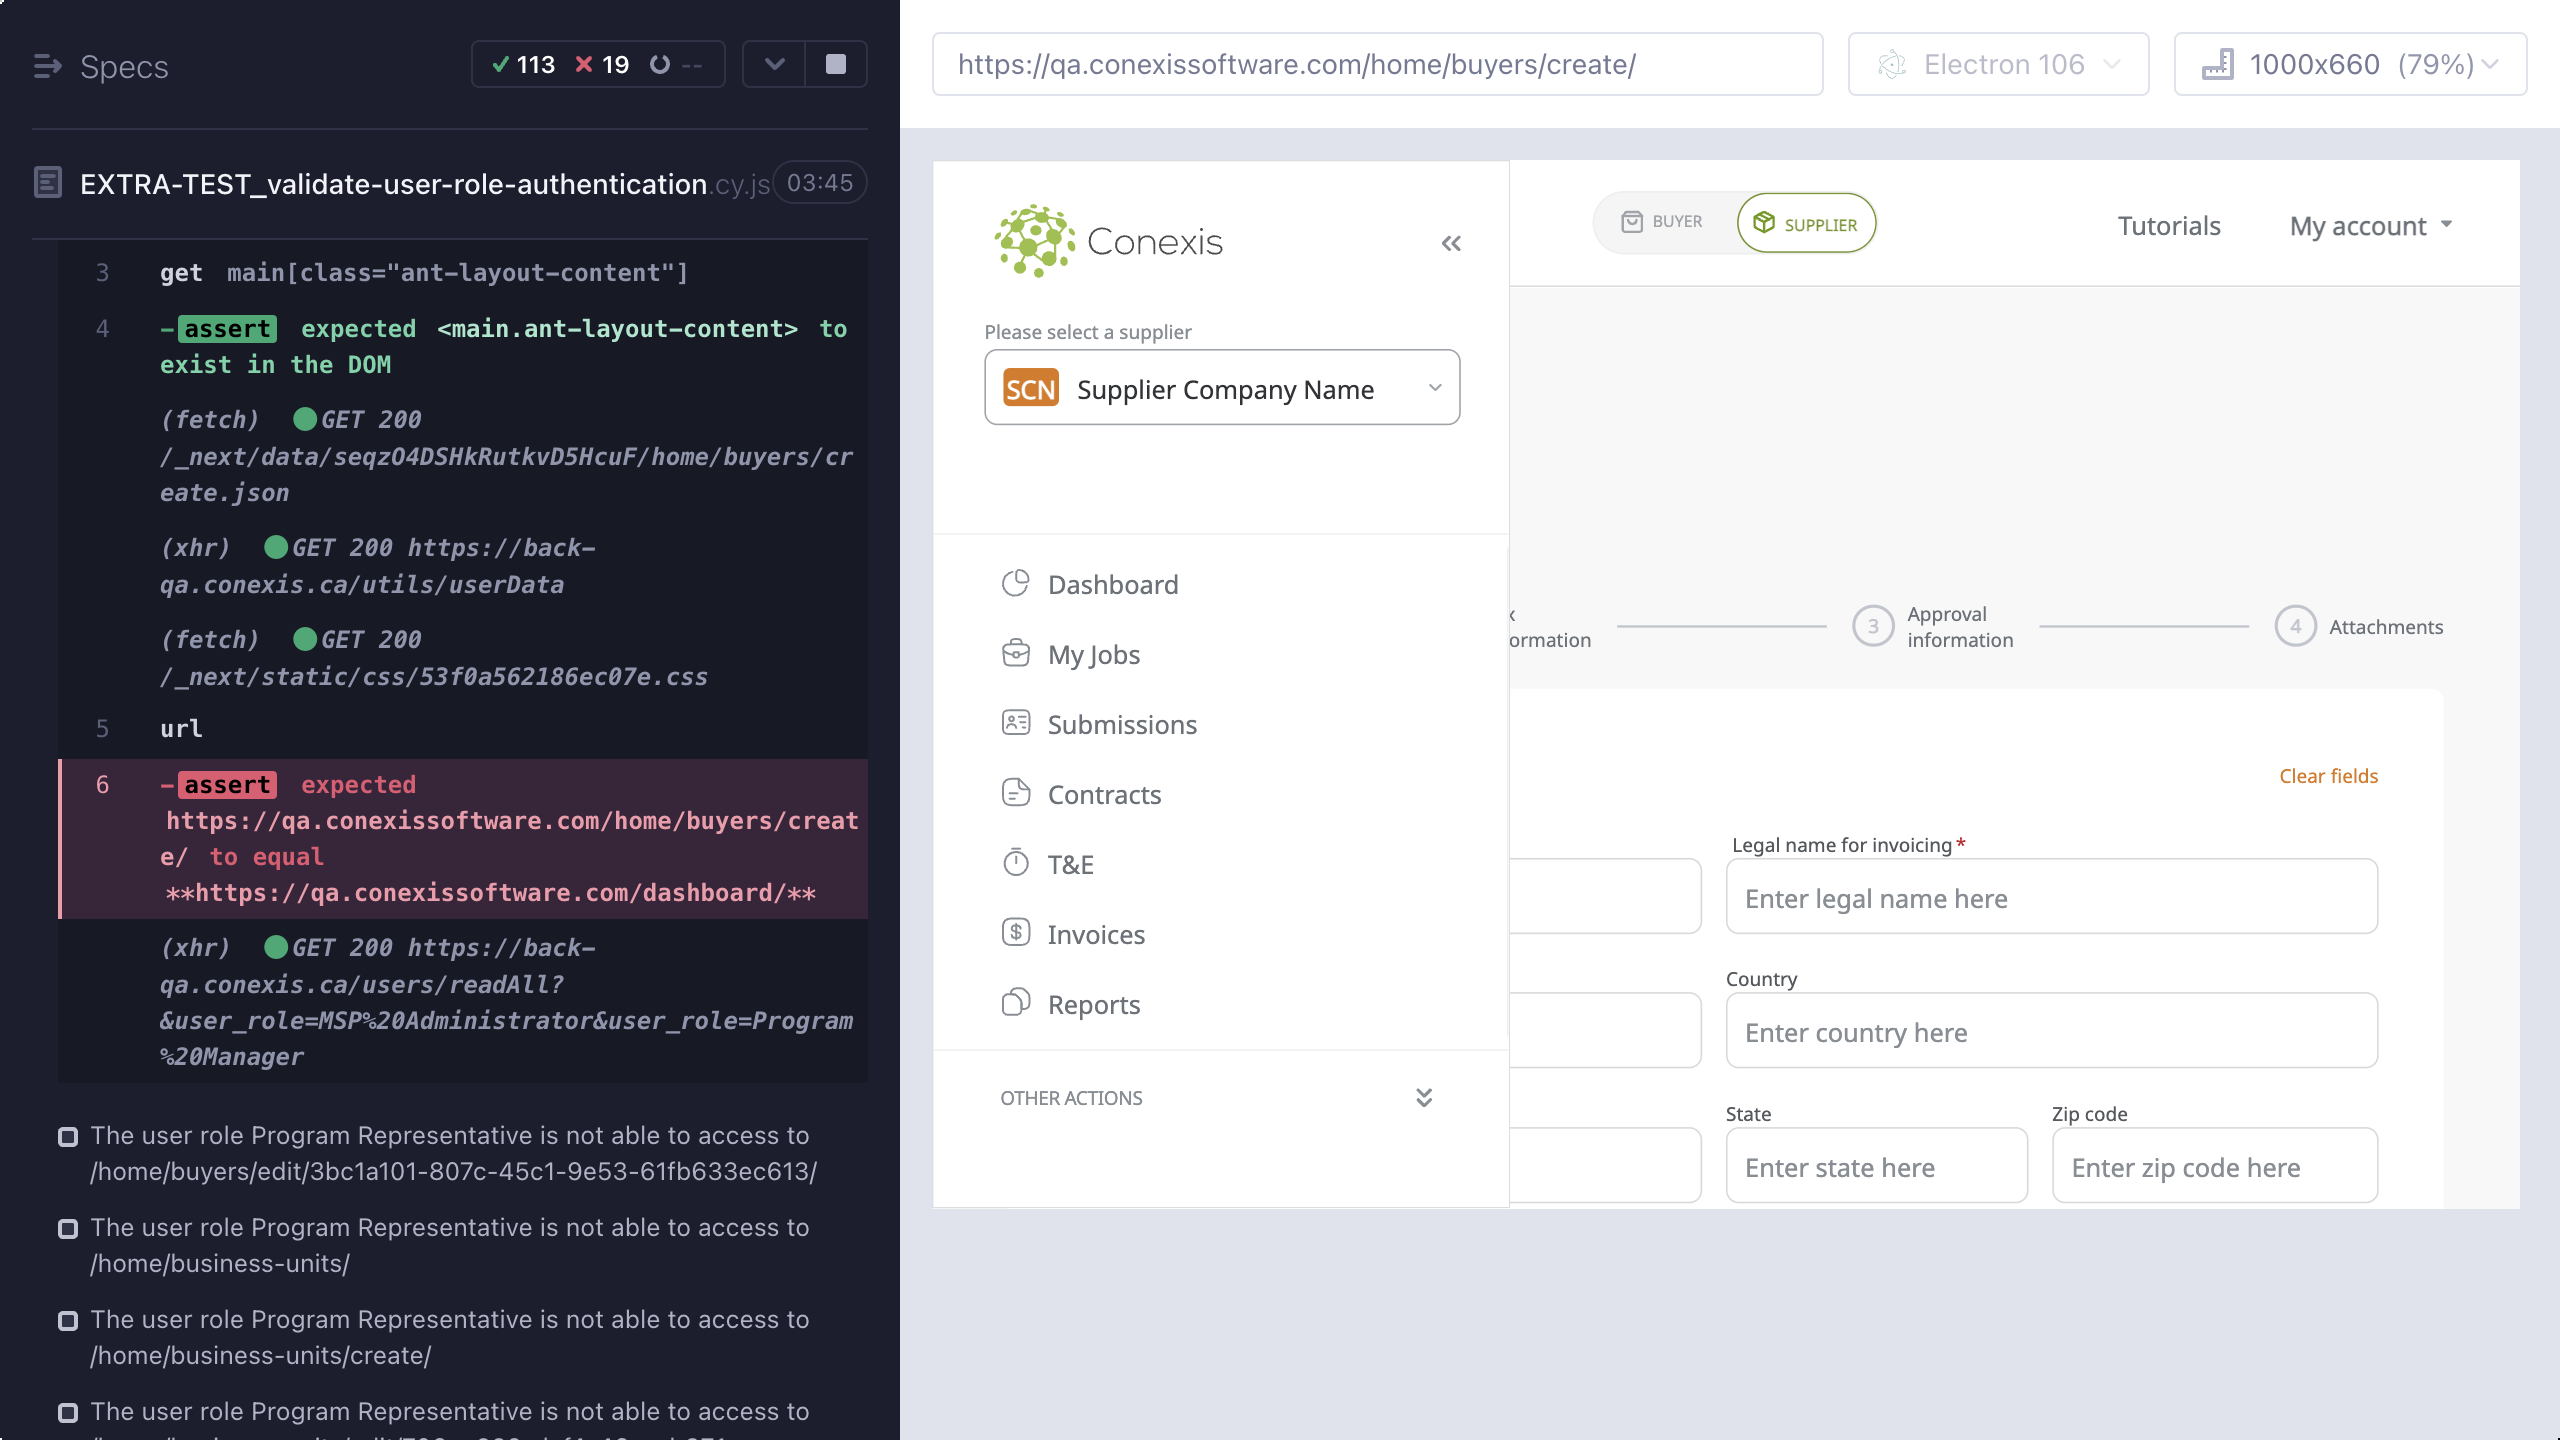 Specs
113 19 --
EXTRA-TEST_validate-user-role-authentication.cy.js 03:45
3 get main[class="ant-layout-content"]
4 -assert expected <main.ant-layout-content> to
exist in the DOM
(fetch) GET 200
/_next/data/seqzO4DSHkRutkvD5HcuF/home/buyers/cr
eate.json
(xhr) GET 200 https://back-
qa.conexis.ca/utils/userData
(fetch) GET 200
/_next/static/css/53f0a562186ec07e.css
5 url
6 -assert expected
https://qa.conexissoftware.com/home/buyers/creat
e/ to equal
**https://qa.conexissoftware.com/dashboard/**
(xhr) GET 200 https://back-
qa.conexis.ca/users/readAll?
&user_role=MSP%20Administrator&user_role=Program
%20Manager
The user role Program Representative is not able to access to
/home/buyers/edit/3bc1a101-807c-45c1-9e53-61fb633ec613/
The user role Program Representative is not able to access to
/home/business-units/
The user role Program Representative is not able to access to
/home/business-units/create/
The user role Program Representative is not able to access to
https://qa.conexissoftware.com/home/buyers/create/
Electron 106
1000x660 (79%)
Conexis
BUYER
SUPPLIER
Tutorials
My account
Please select a supplier
SCN Supplier Company Name
Dashboard
My Jobs
Submissions
Contracts
T&E
Invoices
Reports
OTHER ACTIONS
ormation
3 Approval
information
4 Attachments
Clear fields
Legal name for invoicing*
Enter legal name here
Country
Enter country here
State
Zip code
Enter state here
Enter zip code here